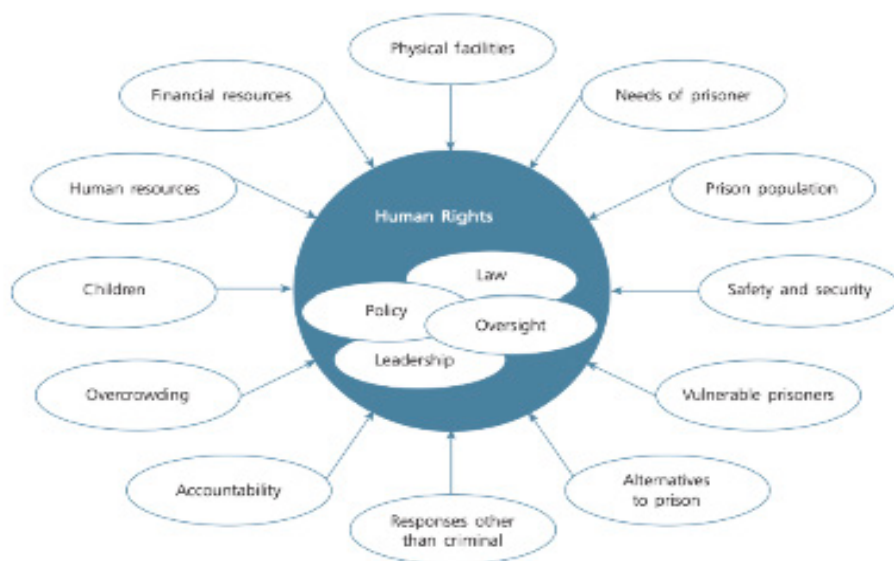 Physical facilities
Financial resources
Needs of prisoner
Human resources
Prison population
Human Rights
Law
Children
Safety and security
Policy
Oversight
Leadership
Overcrowding
Vulnerable prisoners
Accountability
Alternatives
to prison
Responses other
than criminal